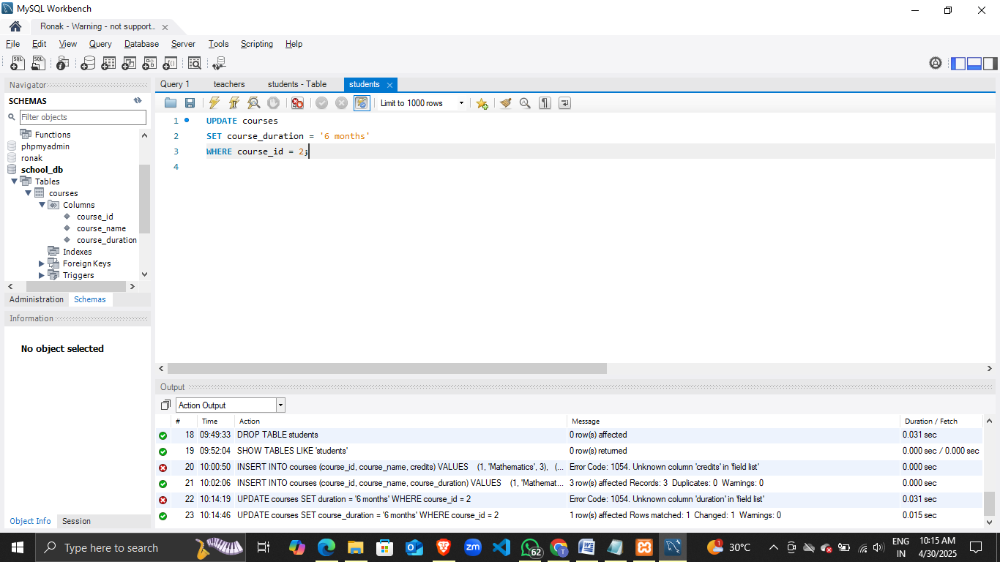 MySQL Workbench
Ronak - Warning - not support...
File Edit View Query Database Server Tools Scripting Help
Navigator
SCHEMAS
Filter objects
Functions
phpmyadmin
ronak
school_db
Tables
courses
Columns
course_id
course_name
course_duration
Indexes
Foreign Keys
Triggers
Administration Schemas
Information
No object selected
Object Info Session
Query 1 teachers students - Table students
Limit to 1000 rows
1 UPDATE courses
2 SET course_duration = '6 months'
3 WHERE course_id = 2;
4
Output
Action Output
# Time Action Message Duration / Fetch
18 09:49:33 DROP TABLE students 0 row(s) affected 0.031 sec
19 09:52:04 SHOW TABLES LIKE 'students' 0 row(s) returned 0.000 sec / 0.000 sec
20 10:00:50 INSERT INTO courses (course_id, course_name, credits) VALUES (1, 'Mathematics', 3), (... Error Code: 1054. Unknown column 'credits' in 'field list' 0.000 sec
21 10:02:06 INSERT INTO courses (course_id, course_name, course_duration) VALUES (1, 'Mathemat... 3 row(s) affected Records: 3 Duplicates: 0 Warnings: 0 0.000 sec
22 10:14:19 UPDATE courses SET duration = '6 months' WHERE course_id = 2 Error Code: 1054. Unknown column 'duration' in 'field list' 0.031 sec
23 10:14:46 UPDATE courses SET course_duration = '6 months' WHERE course_id = 2 1 row(s) affected Rows matched: 1 Changed: 1 Warnings: 0 0.015 sec
Type here to search
zm
62
T
1
30°C
ENG
IN
10:15 AM
4/30/2025